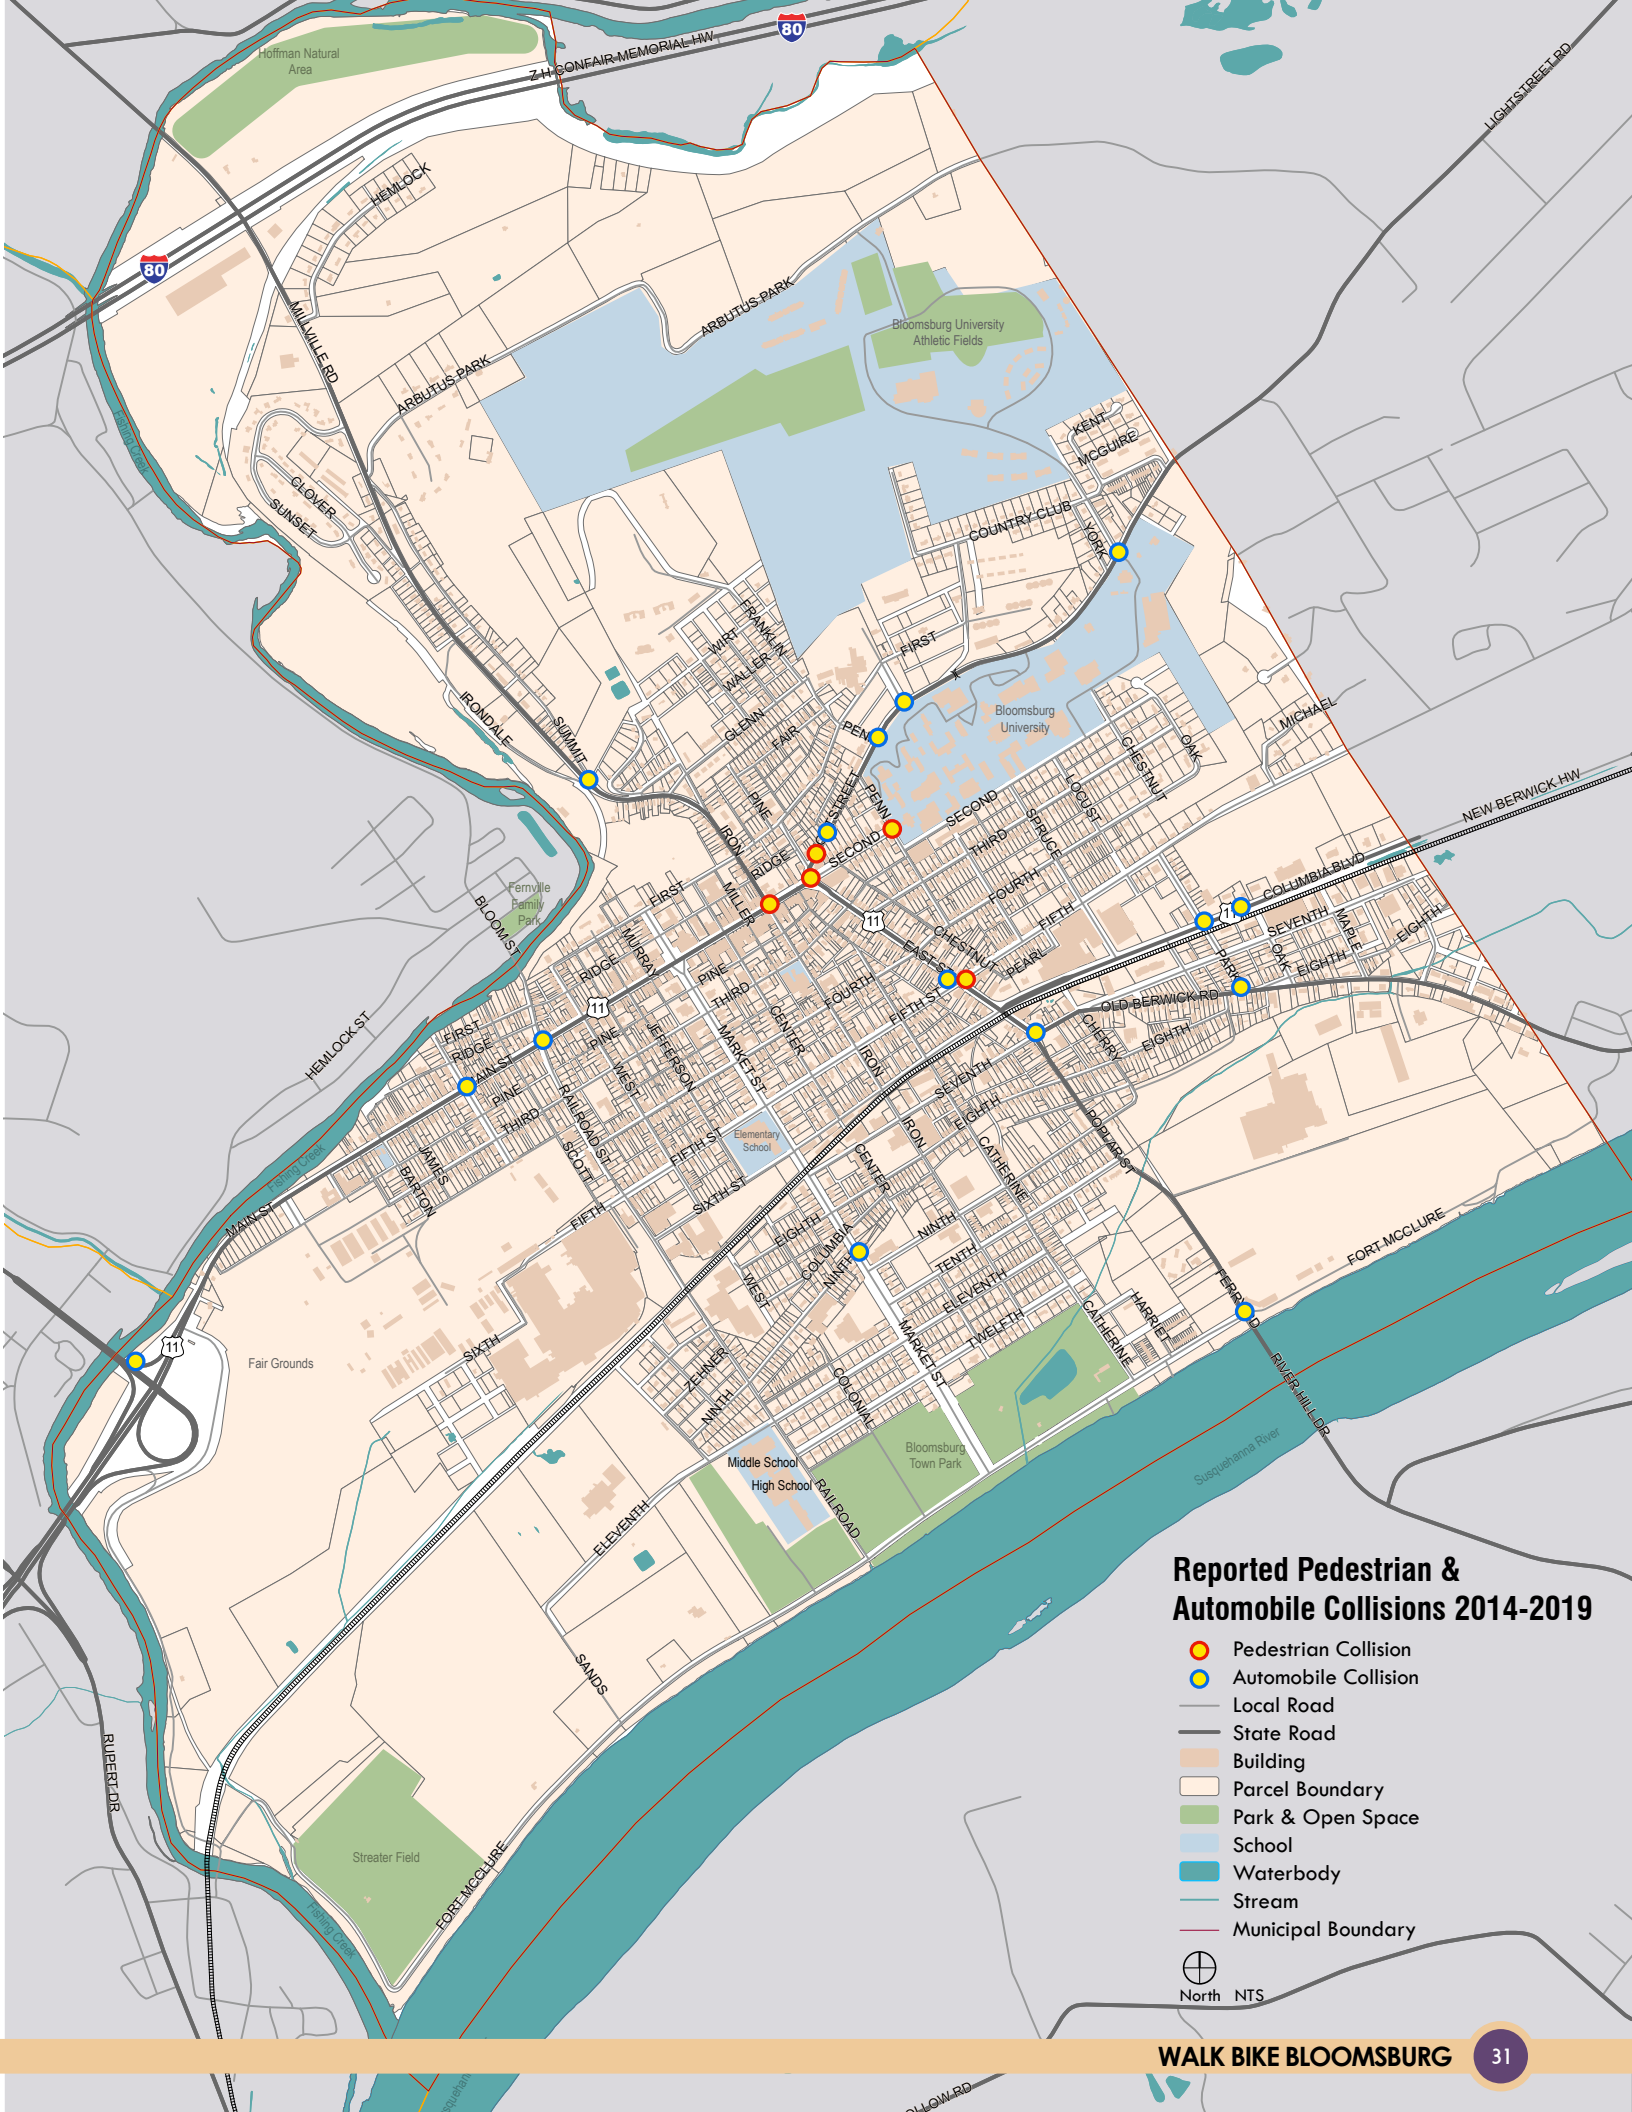 Hoffman Natural
Area
Z H CONFAIR MEMORIAL HW
80
LIGHTSTREET RD
HEMLOCK
80
MILLVILLE RD
ARBUTUS PARK
ARBUTUS PARK
Bloomsburg University
Athletic Fields
Fishing Creek
KENT
MCGUIRE
CLOVER
SUNSET
COUNTRY CLUB
YORK
FRANKLIN
WIRT
WALLER
FIRST
GLENN
FAIR
IRONDALE
SUMMIT
Bloomsburg
University
MICHAEL
OAK
CHESTNUT
LOCUST
SPRUCE
PINE
STREET
PENN
SECOND
SECOND
THIRD
NEW BERWICK HW
IRON
RIDGE
MILLER
FIRST
FOURTH
FIFTH
COLUMBIA BLVD
11
11
SEVENTH
MAPLE
EIGHTH
Fernville
Family
Park
BLOOM ST
MURRAY
RIDGE
PINE
THIRD
CHESTNUT
EAST ST
PEARL
PARK
OAK
EIGHTH
FOURTH
FIFTH ST
OLD BERWICK RD
CHERRY
EIGHTH
11
HEMLOCK ST
FIRST
RIDGE
PINE
JEFFERSON
MARKET ST
CENTER
IRON
SEVENTH
MAIN ST
PINE
THIRD
WEST
RAILROAD ST
SCOTT
FIFTH ST
Elementary
School
EIGHTH
IRON
CATHERINE
POPLAR ST
Fishing Creek
JAMES
BARTON
MAIN ST
FIFTH
SIXTH ST
EIGHTH
CENTER
COLUMBIA
NINTH
NINTH
TENTH
ELEVENTH
TWELFTH
WEST
FORT MCCLURE
CATHERINE
HARRIET
FERRY RD
RIVER HILL DR
11
Fair Grounds
SIXTH
ZEHNER
NINTH
COLONIAL
MARKET ST
Bloomsburg
Town Park
Susquehanna River
Middle School
High School
RAILROAD
ELEVENTH
SANDS
RUPERT DR
Streater Field
FORT MCCLURE
Fishing Creek
Reported Pedestrian &
Automobile Collisions 2014-2019
Pedestrian Collision
Automobile Collision
Local Road
State Road
Building
Parcel Boundary
Park & Open Space
School
Waterbody
Stream
Municipal Boundary
North NTS
WALK BIKE BLOOMSBURG 31